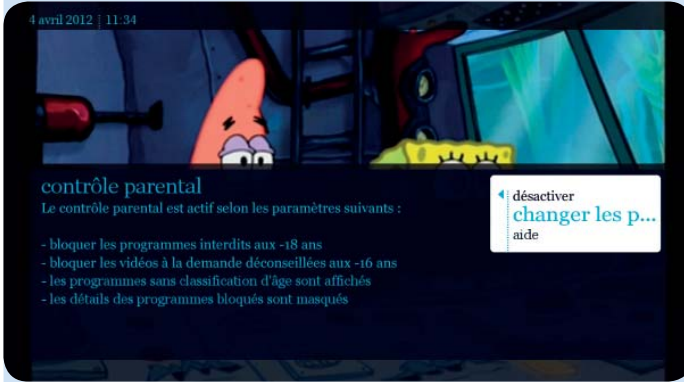 4 avril 2012 | 11:34
contrôle parental
Le contrôle parental est actif selon les paramètres suivants :
- bloquer les programmes interdits aux -18 ans
- bloquer les vidéos à la demande déconseillées aux -16 ans
- les programmes sans classification d'âge sont affichés
- les détails des programmes bloqués sont masqués
désactiver
changer les p...
aide